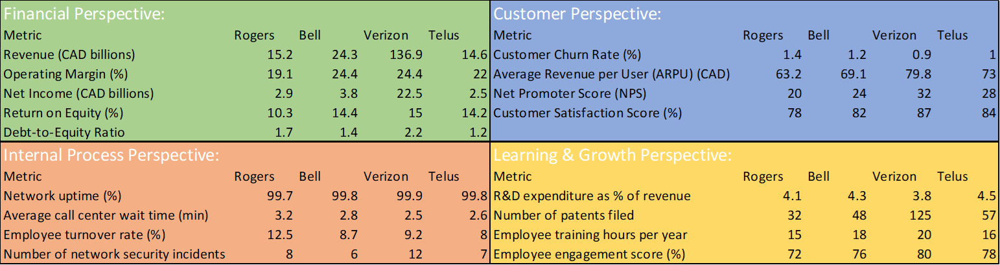 Financial Perspective:
Metric Rogers Bell Verizon Telus
Revenue (CAD billions) 15.2 24.3 136.9 14.6
Operating Margin (%) 19.1 24.4 24.4 22
Net Income (CAD billions) 2.9 3.8 22.5 2.5
Return on Equity (%) 10.3 14.4 15 14.2
Debt-to-Equity Ratio 1.7 1.4 2.2 1.2
Customer Perspective:
Metric Rogers Bell Verizon Telus
Customer Churn Rate (%) 1.4 1.2 0.9 1
Average Revenue per User (ARPU) (CAD) 63.2 69.1 79.8 73
Net Promoter Score (NPS) 20 24 32 28
Customer Satisfaction Score (%) 78 82 87 84
Internal Process Perspective:
Metric Rogers Bell Verizon Telus
Network uptime (%) 99.7 99.8 99.9 99.8
Average call center wait time (min) 3.2 2.8 2.5 2.6
Employee turnover rate (%) 12.5 8.7 9.2 8
Number of network security incidents 8 6 12 7
Learning & Growth Perspective:
Metric Rogers Bell Verizon Telus
R&D expenditure as % of revenue 4.1 4.3 3.8 4.5
Number of patents filed 32 48 125 57
Employee training hours per year 15 18 20 16
Employee engagement score (%) 72 76 80 78